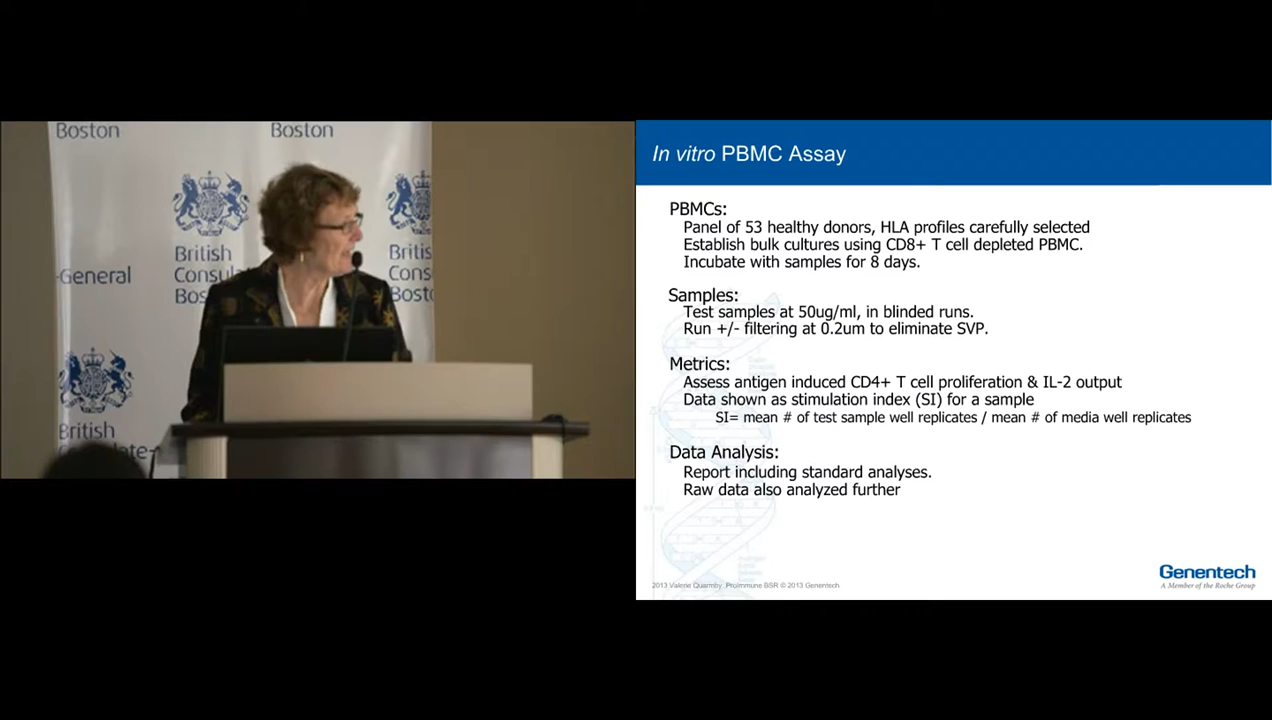 Boston
Boston
-General
British
Consulat
Bos
British
Cons
Bost
British
In vitro PBMC Assay
PBMCs:
Panel of 53 healthy donors, HLA profiles carefully selected
Establish bulk cultures using CD8+ T cell depleted PBMC.
Incubate with samples for 8 days.
Samples:
Test samples at 50ug/ml, in blinded runs.
Run +/- filtering at 0.2um to eliminate SVP.
Metrics:
Assess antigen induced CD4+ T cell proliferation & IL-2 output
Data shown as stimulation index (SI) for a sample
SI= mean # of test sample well replicates / mean # of media well replicates
Data Analysis:
Report including standard analyses.
Raw data also analyzed further
2013 Valerie Quarmby. ProImmune BSR © 2013 Genentech
Genentech
A Member of the Roche Group